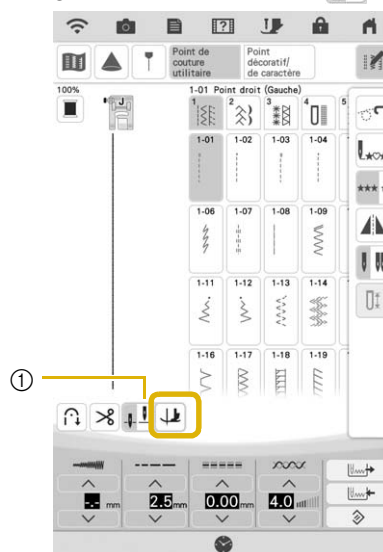 Point de
couture
utilitaire
Point
décoratif/
de caractère
100%
1-01 Point droit (Gauche)
J
1
2
3
4
5
1-01
1-02
1-03
1-04
1-06
1-07
1-08
1-09
1-11
1-12
1-13
1-14
1-16
1-17
1-18
1-19
①
-.- mm
2.5 mm
0.00 mm
4.0